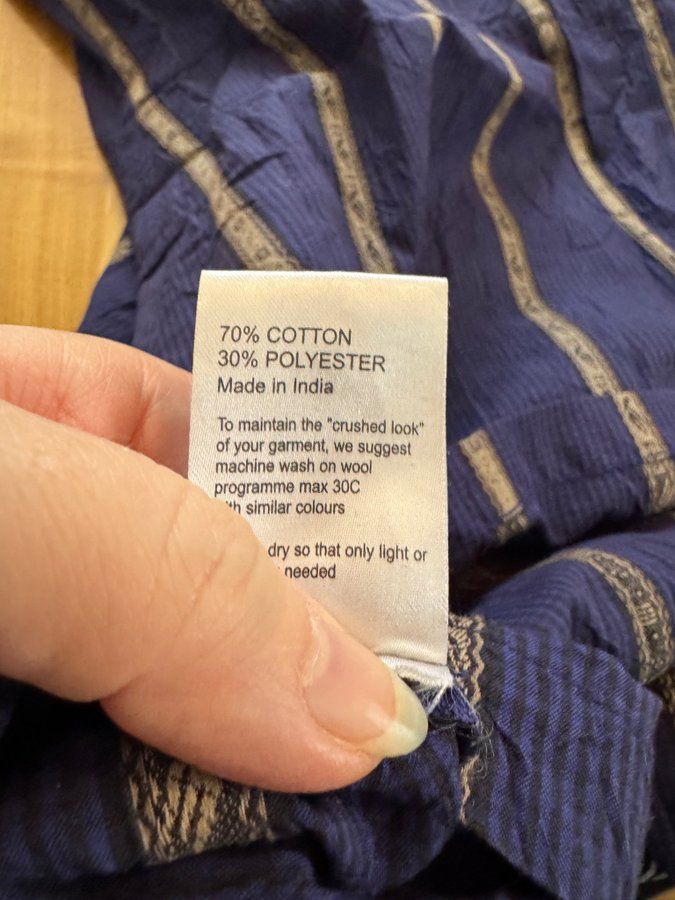 70% COTTON
30% POLYESTER
Made in India
To maintain the "crushed look"
of your garment, we suggest
machine wash on wool
programme max 30C
with similar colours
dry so that only light or
needed